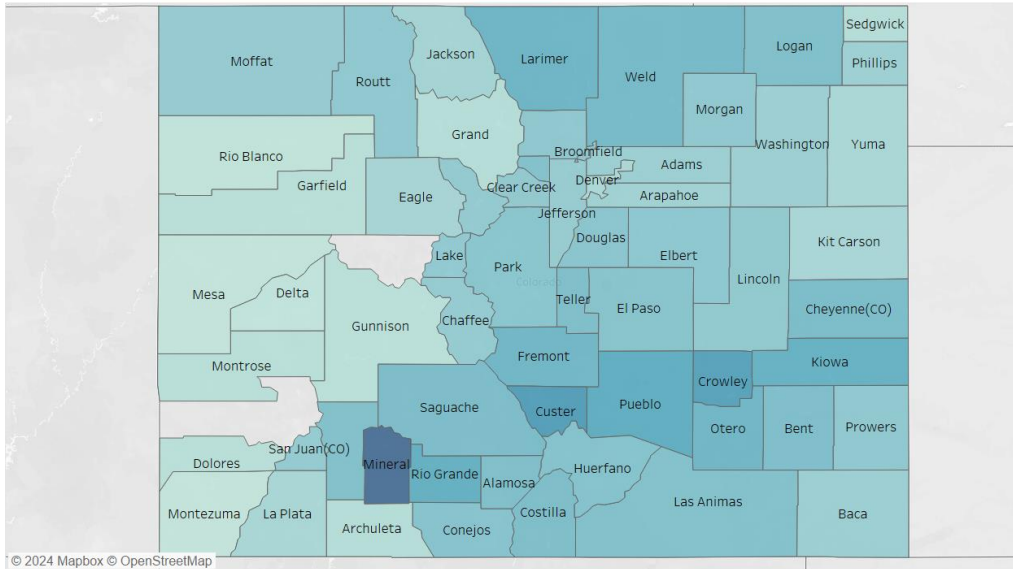 Sedgwick
Jackson
Larimer
Logan
Moffat
Phillips
Weld
Routt
Morgan
Grand
Washington
Yuma
Rio Blanco
Broomfield
Adams
Denver
Garfield
Clear Creek
Eagle
Arapahoe
Jefferson
Douglas
Kit Carson
Lake
Elbert
Park
Lincoln
Colorado
Mesa
Delta
Teller
El Paso
Cheyenne(CO)
Chaffee
Gunnison
Fremont
Kiowa
Montrose
Crowley
Saguache
Custer
Pueblo
Otero
Bent
Prowers
San Juan(CO)
Dolores
Mineral
Rio Grande
Huerfano
Alamosa
Las Animas
Montezuma
La Plata
Costilla
Baca
Archuleta
Conejos
© 2024 Mapbox © OpenStreetMap